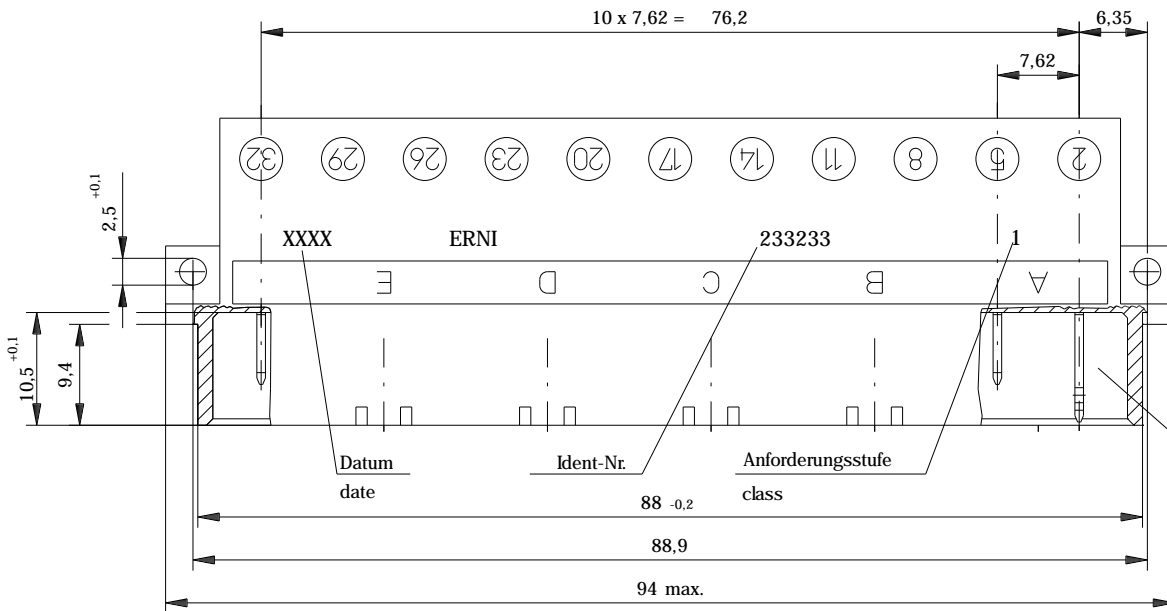 10 x 7,62 = 76,2
6,35
7,62
32 29 26 23 20 17 14 11 8 5 2
2,5 +0,1
XXXX ERNI 233233 1
E D C B A
10,5 +0,1
9,4
Datum Ident-Nr. Anforderungsstufe
date class
88 -0,2
88,9
94 max.